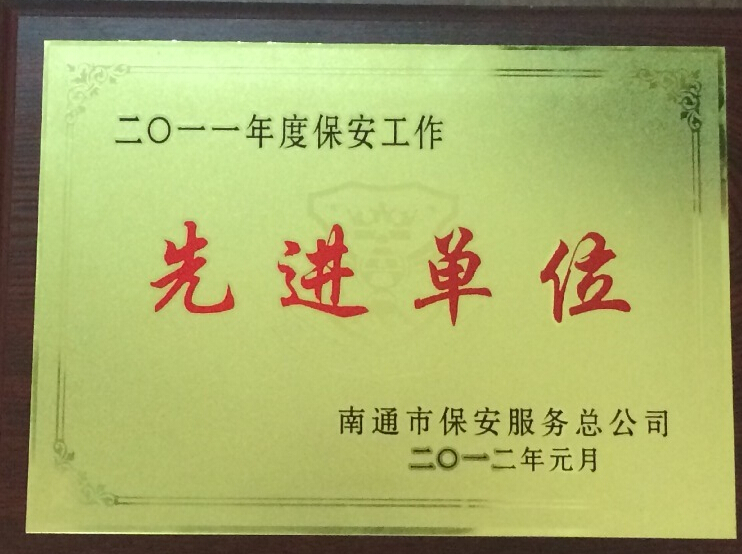 二〇一一年度保安工作
先进单位
南通市保安服务总公司
二〇一二年元月